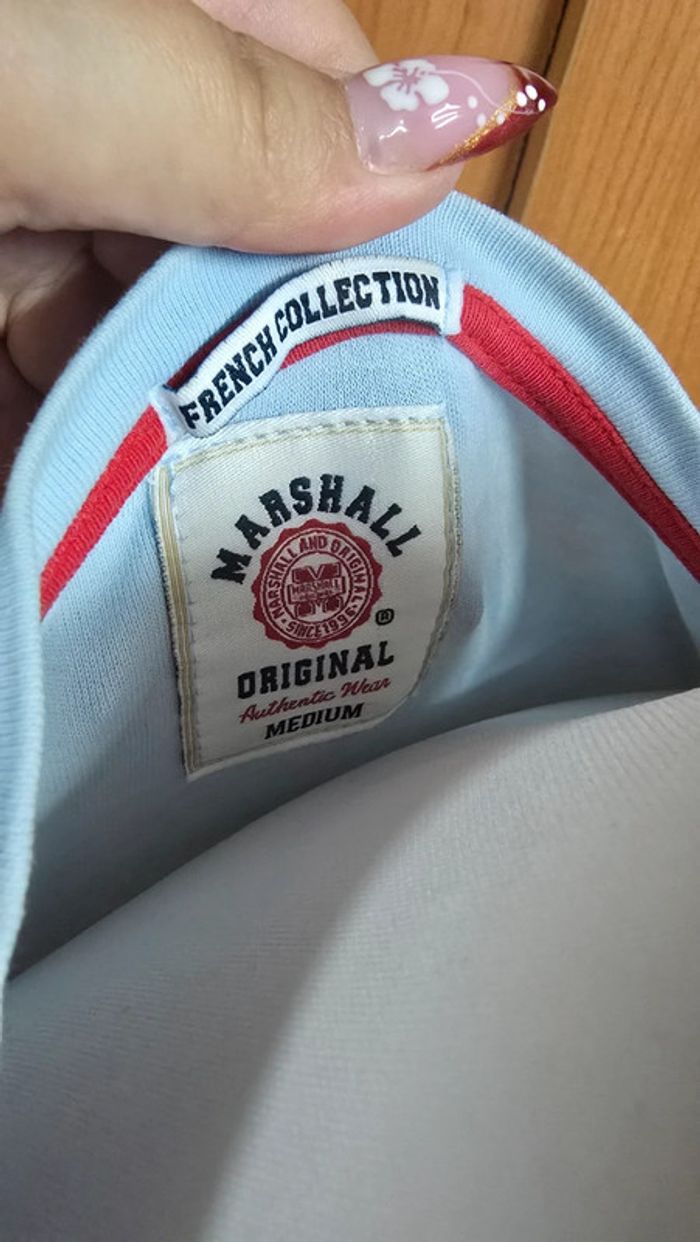 FRENCH COLLECTION
MARSHALL
MARSHALL AND ORIGINAL
M
MARSHALL
SINCE 1996
®
ORIGINAL
Authentic Wear
MEDIUM